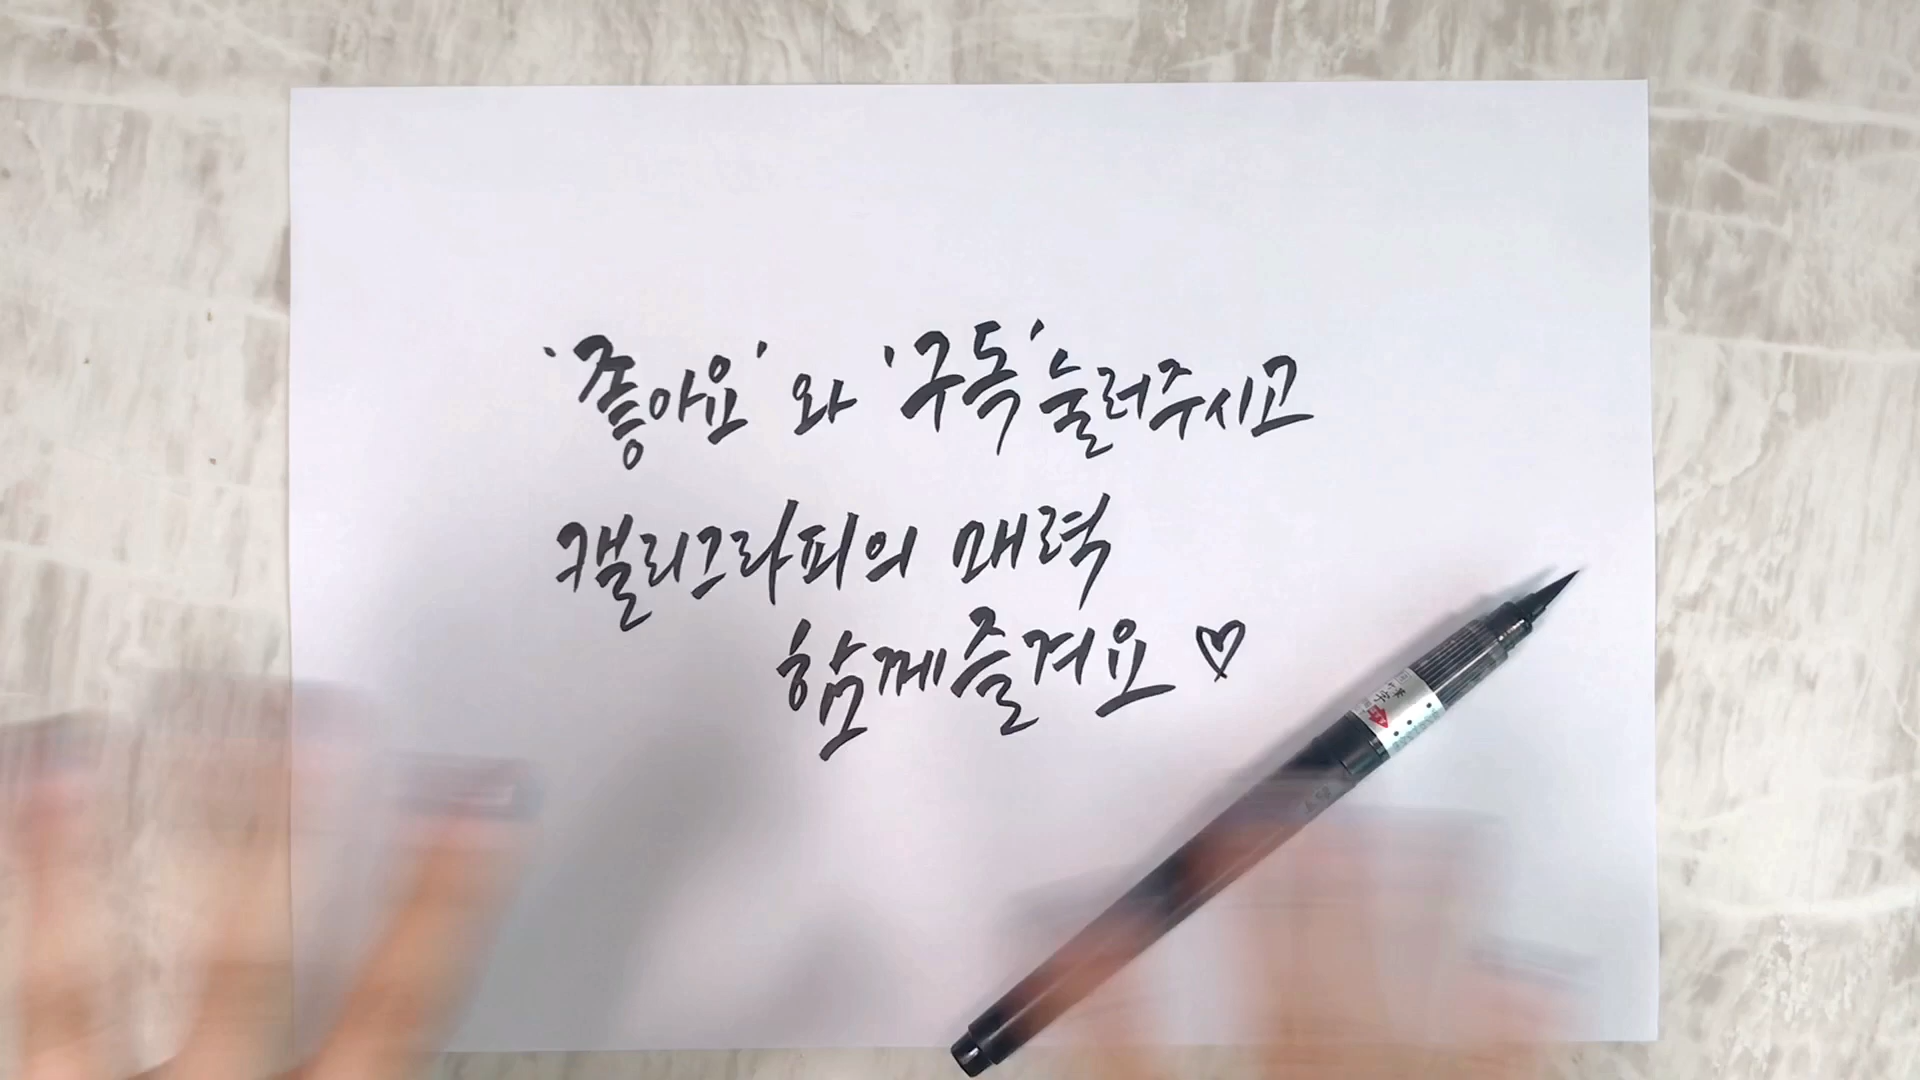 '좋아요'와 '구독' 눌러주시고
캘리그라피의 매력
함께 즐겨요♡